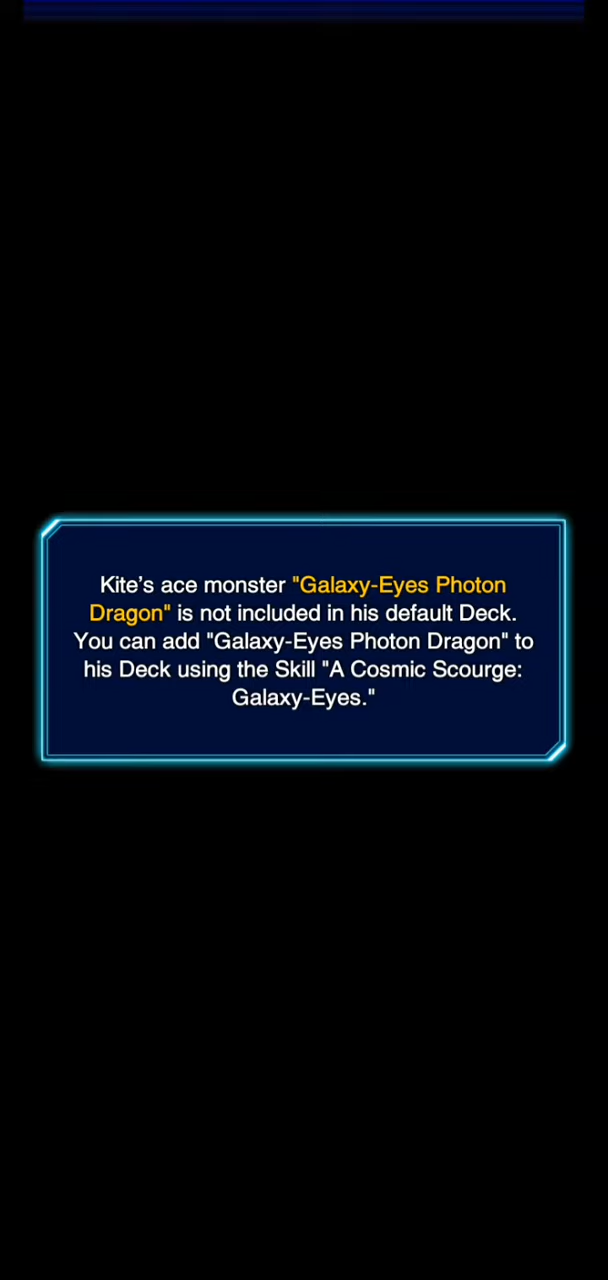 Kite's ace monster "Galaxy-Eyes Photon
Dragon" is not included in his default Deck.
You can add "Galaxy-Eyes Photon Dragon" to
his Deck using the Skill "A Cosmic Scourge:
Galaxy-Eyes."